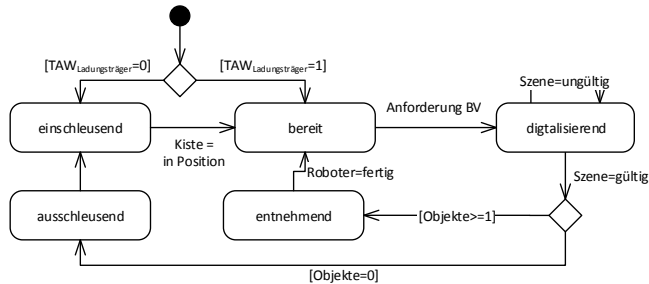 [TAWLadungsträger=0]
[TAWLadungsträger=1]
Szene=ungültig
einschleusend
bereit
Anforderung BV
digtalisierend
Kiste =
in Position
Roboter=fertig
Szene=gültig
ausschleusend
entnehmend
[Objekte>=1]
[Objekte=0]